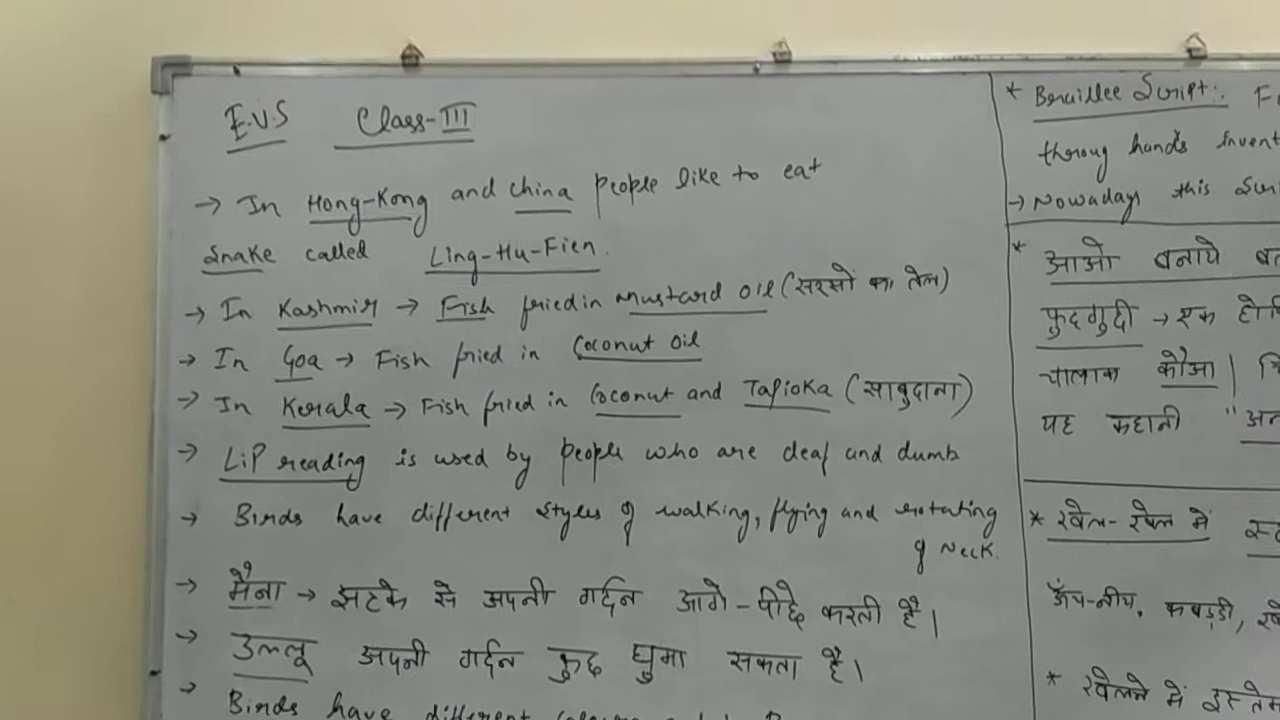 E.V.S Class-III
→ In Hong-Kong and china people like to eat
Snake called Ling-Hu-Fien.
→ In Kashmir → Fish fried in mustard oil (सरसों का तेल)
→ In Goa → Fish fried in Coconut oil
→ In Kerala → Fish fried in Coconut and Tapioka (साबुदाना)
→ Lip reading is used by people who are deaf and dumb
→ Birds have different styles of walking, flying and rotating
of Neck.
→ मैना → झटके से अपनी गर्दन आगे-पीछे करती है।
→ उल्लू अपनी गर्दन कुछ घुमा सकता है।
→ Birds have different
* Braillee Script:.
throug hands invent
→ Nowadays this
* आओ बनाये
फुदगुदी → एक
चालाक कौआ|
यह कहानी "
* खेल-खेल में
ऊँच-नीच, कबड्डी,
* खेलने में